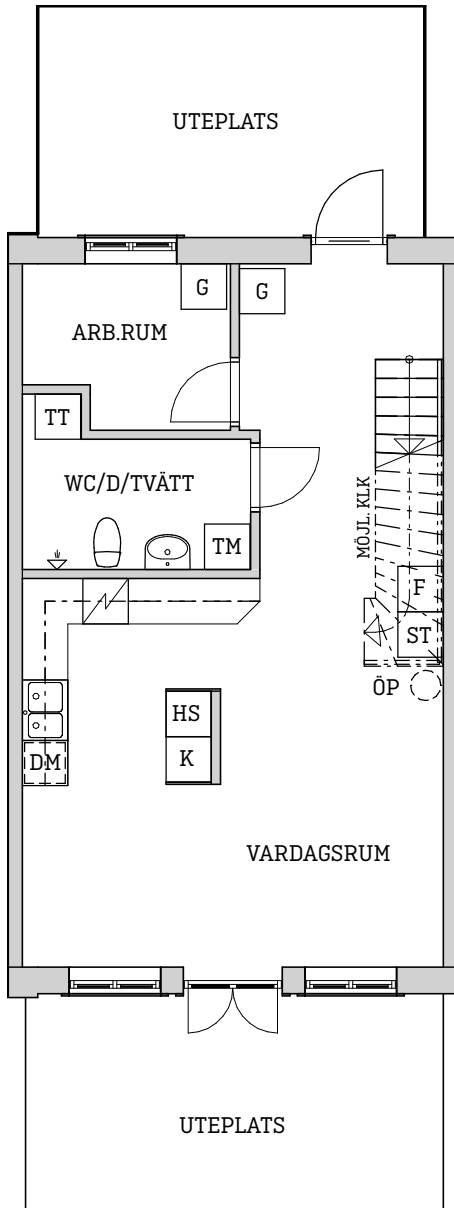 UTEPLATS
G
G
ARB.RUM
TT
WC/D/TVÄTT
TM
MÖJL.KLK
F
ST
ÖP
HS
K
DM
VARDAGSRUM
UTEPLATS